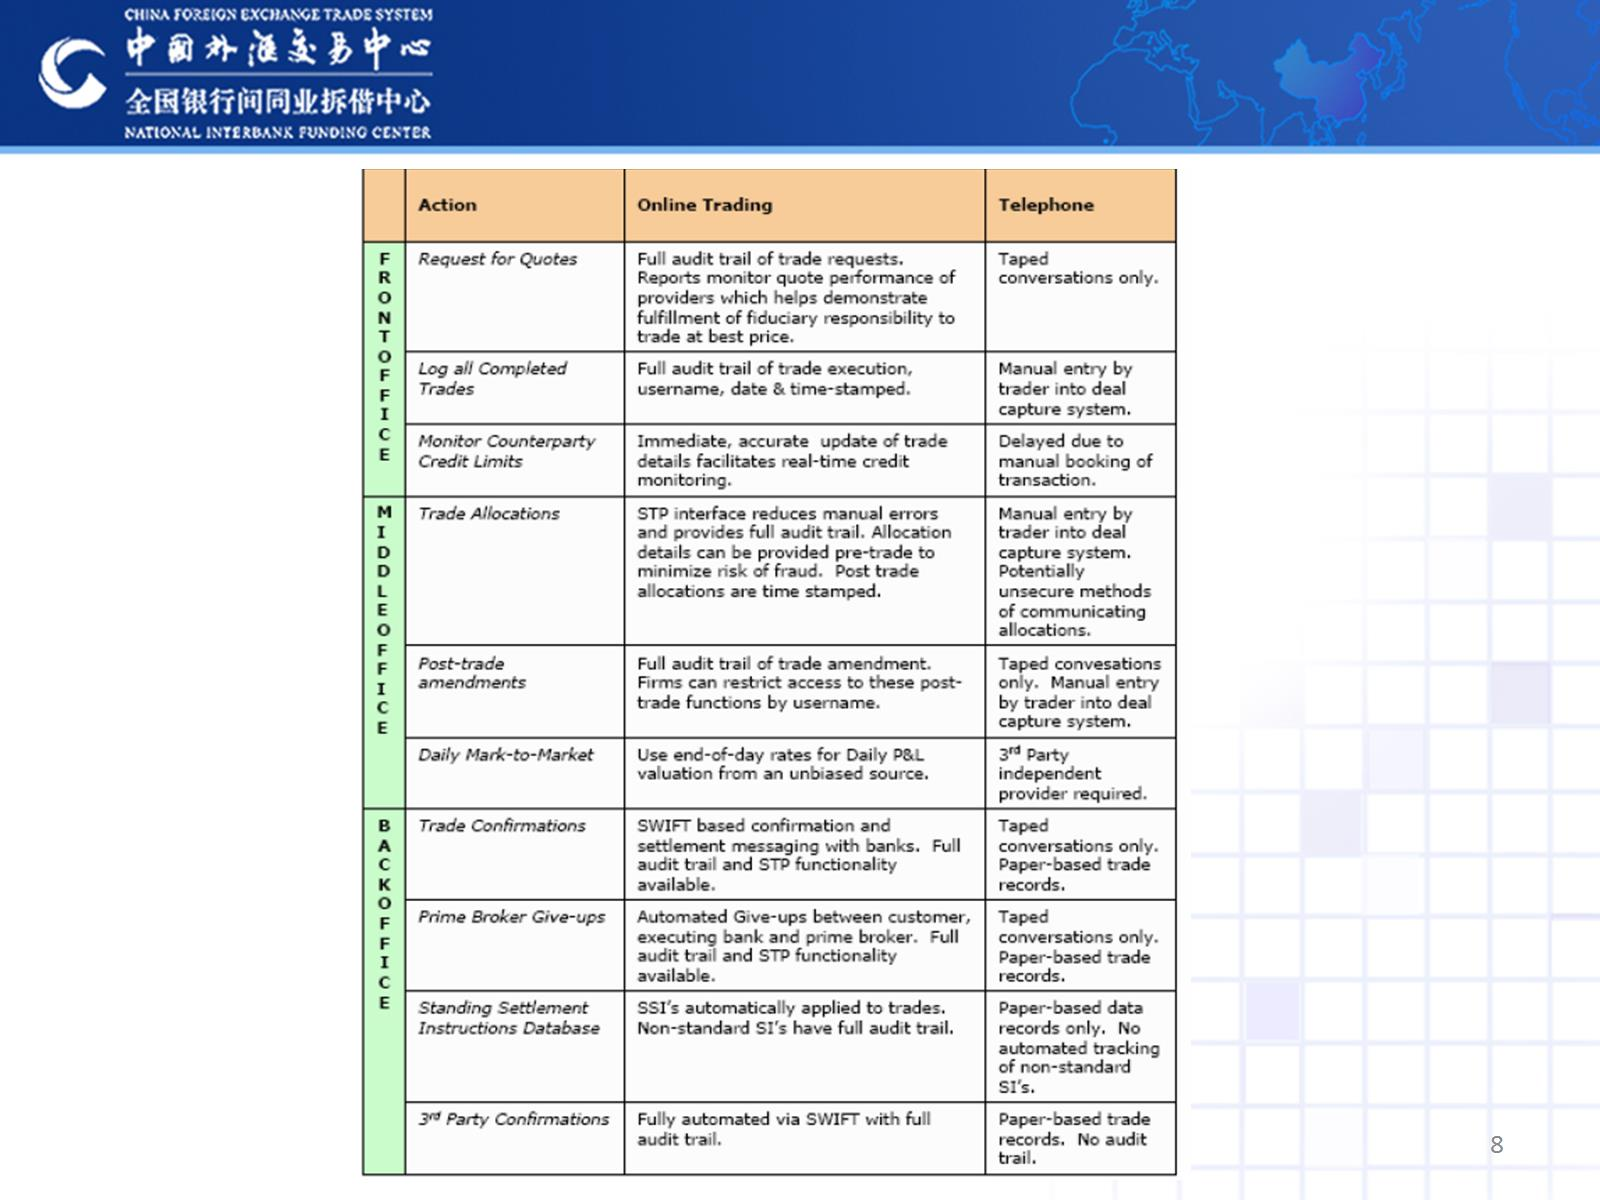 CHINA FOREIGN EXCHANGE TRADE SYSTEM
中国外汇交易中心
全国银行间同业拆借中心
NATIONAL INTERBANK FUNDING CENTER
Action
Online Trading
Telephone
FRONT OFFICE
Request for Quotes
Full audit trail of trade requests.
Reports monitor quote performance of
providers which helps demonstrate
fulfillment of fiduciary responsibility to
trade at best price.
Taped
conversations only.
Log all Completed
Trades
Full audit trail of trade execution,
username, date & time-stamped.
Manual entry by
trader into deal
capture system.
Monitor Counterparty
Credit Limits
Immediate, accurate  update of trade
details facilitates real-time credit
monitoring.
Delayed due to
manual booking of
transaction.
MIDDLE OFFICE
Trade Allocations
STP interface reduces manual errors
and provides full audit trail. Allocation
details can be provided pre-trade to
minimize risk of fraud.  Post trade
allocations are time stamped.
Manual entry by
trader into deal
capture system.
Potentially
unsecure methods
of communicating
allocations.
Post-trade
amendments
Full audit trail of trade amendment.
Firms can restrict access to these post-
trade functions by username.
Taped convesations
only.  Manual entry
by trader into deal
capture system.
Daily Mark-to-Market
Use end-of-day rates for Daily P&L
valuation from an unbiased source.
3rd Party
independent
provider required.
BACK OFFICE
Trade Confirmations
SWIFT based confirmation and
settlement messaging with banks.  Full
audit trail and STP functionality
available.
Taped
conversations only.
Paper-based trade
records.
Prime Broker Give-ups
Automated Give-ups between customer,
executing bank and prime broker.  Full
audit trail and STP functionality
available.
Taped
conversations only.
Paper-based trade
records.
Standing Settlement
Instructions Database
SSI's automatically applied to trades.
Non-standard SI's have full audit trail.
Paper-based data
records only.  No
automated tracking
of non-standard
SI's.
3rd Party Confirmations
Fully automated via SWIFT with full
audit trail.
Paper-based trade
records.  No audit
trail.
8